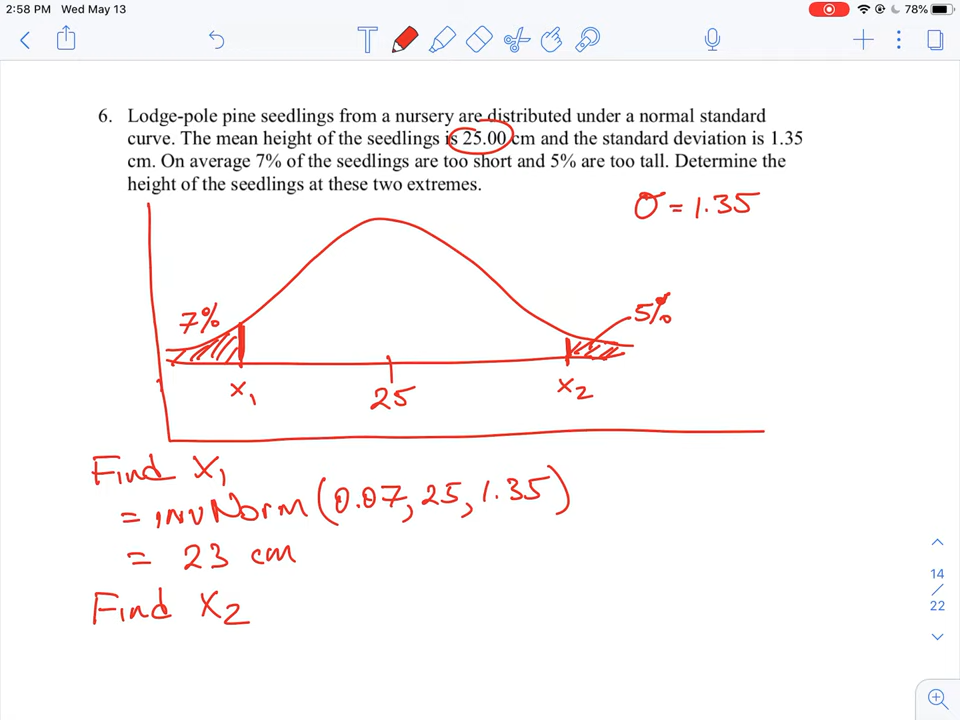 2:58 PM Wed May 13
78%
T
6. Lodge-pole pine seedlings from a nursery are distributed under a normal standard
curve. The mean height of the seedlings is 25.00 cm and the standard deviation is 1.35
cm. On average 7% of the seedlings are too short and 5% are too tall. Determine the
height of the seedlings at these two extremes.
σ = 1.35
7%
5%
x₁
25
x₂
Find x₁
= invNorm(0.07, 25, 1.35)
= 23 cm
Find x₂
14
/
22